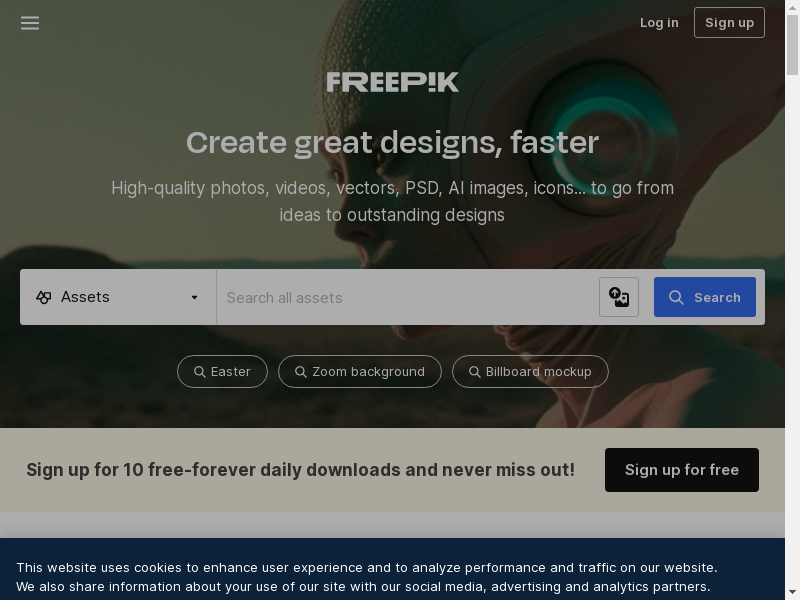 Log in
Sign up
FREEPIK
Create great designs, faster
High-quality photos, videos, vectors, PSD, AI images, icons... to go from
ideas to outstanding designs
Assets
Search all assets
Search
Easter
Zoom background
Billboard mockup
Sign up for 10 free-forever daily downloads and never miss out!
Sign up for free
This website uses cookies to enhance user experience and to analyze performance and traffic on our website.
We also share information about your use of our site with our social media, advertising and analytics partners.